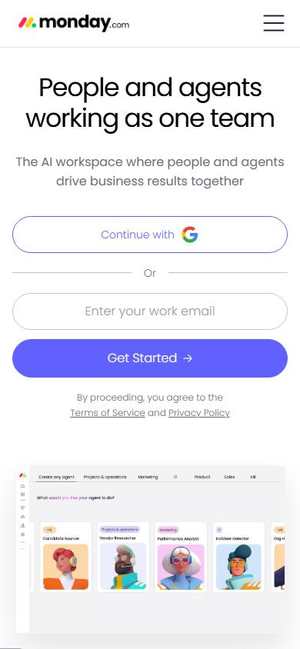 monday.com
People and agents
working as one team
The AI workspace where people and agents
drive business results together
Continue with
Or
Enter your work email
Get Started →
By proceeding, you agree to the
Terms of Service and Privacy Policy
Create any agent Projects & operations Marketing IT Product Sales HR
What would you like your agent to do?
HR Projects & operations Marketing IT
Candidate Sourcer Vendor Researcher Performance Analyst